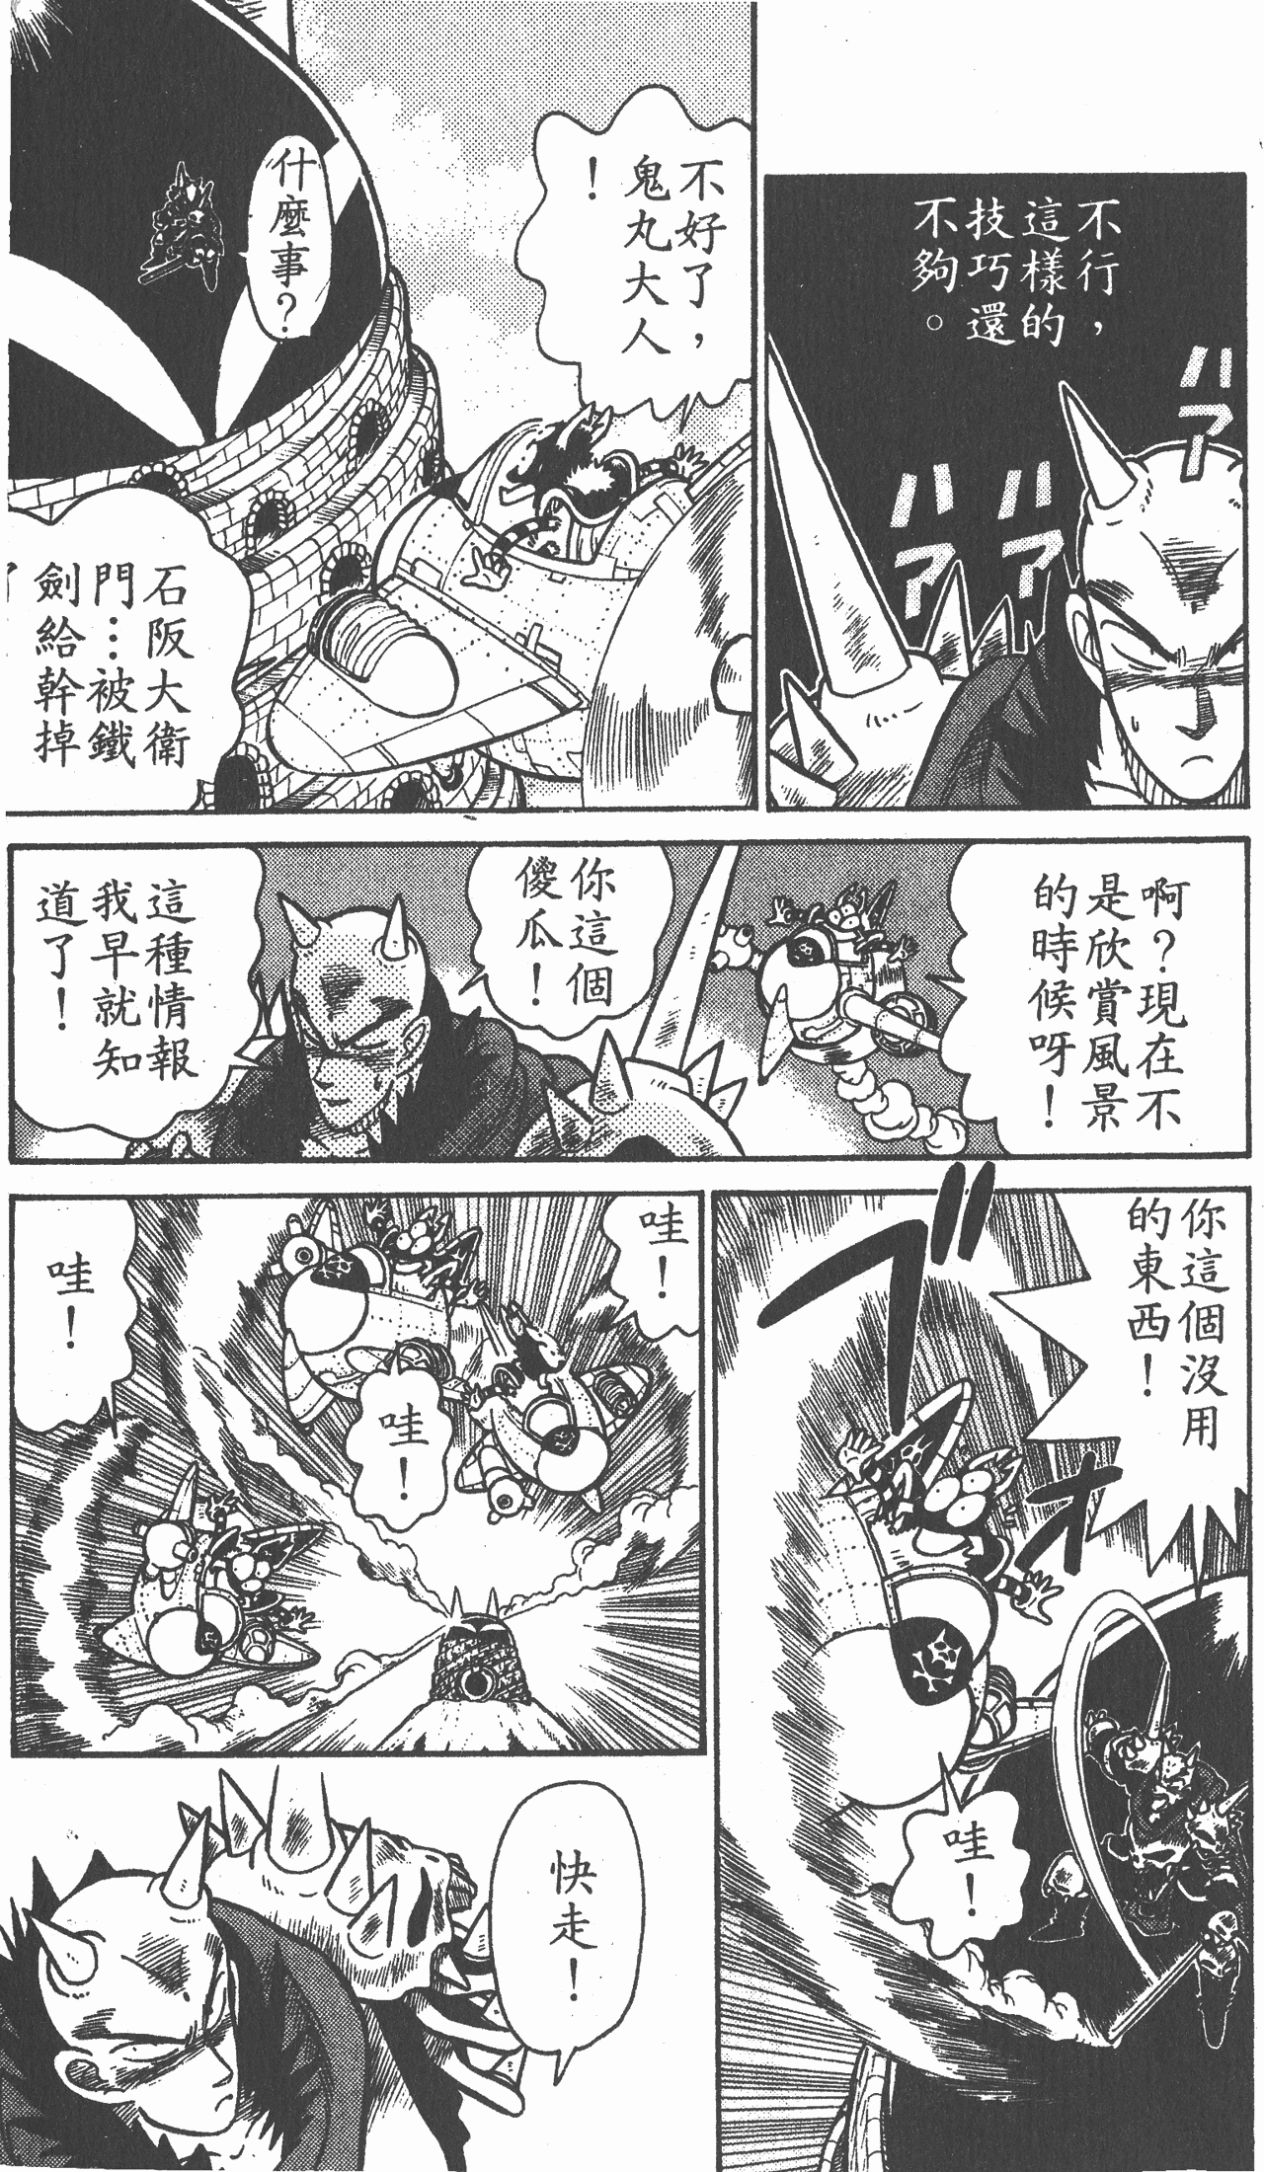 不行，
這樣的
技巧還
不夠。
ハア
ハア
ハア
不好了，
鬼丸大人
！
什麼事？
石阪大衛
門…被鐵
劍給幹掉
了
啊？現在不
是欣賞風景
的時候呀！
你這個
傻瓜！
這種情報
我早就知
道了！
你這個沒用
的東西！
ブオ
哇！
哇！
哇！
哇！
快走！